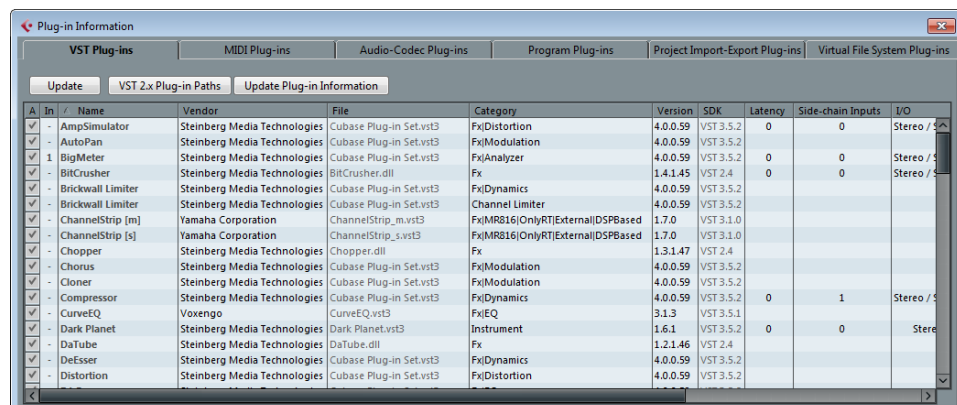 Plug-in Information
VST Plug-ins MIDI Plug-ins Audio-Codec Plug-ins Program Plug-ins Project Import-Export Plug-ins Virtual File System Plug-ins
Update VST 2.x Plug-in Paths Update Plug-in Information
A In / Name Vendor File Category Version SDK Latency Side-chain Inputs I/O
- AmpSimulator Steinberg Media Technologies Cubase Plug-in Set.vst3 Fx|Distortion 4.0.0.59 VST 3.5.2 0 0 Stereo /
- AutoPan Steinberg Media Technologies Cubase Plug-in Set.vst3 Fx|Modulation 4.0.0.59 VST 3.5.2
1 BigMeter Steinberg Media Technologies Cubase Plug-in Set.vst3 Fx|Analyzer 4.0.0.59 VST 3.5.2 0 0 Stereo /
- BitCrusher Steinberg Media Technologies BitCrusher.dll Fx 1.4.1.45 VST 2.4 0 0 Stereo /
- Brickwall Limiter Steinberg Media Technologies Cubase Plug-in Set.vst3 Fx|Dynamics 4.0.0.59 VST 3.5.2
- Brickwall Limiter Steinberg Media Technologies Cubase Plug-in Set.vst3 Channel Limiter 4.0.0.59 VST 3.5.2
- ChannelStrip [m] Yamaha Corporation ChannelStrip_m.vst3 Fx|MR816|OnlyRT|External|DSPBased 1.7.0 VST 3.1.0
- ChannelStrip [s] Yamaha Corporation ChannelStrip_s.vst3 Fx|MR816|OnlyRT|External|DSPBased 1.7.0 VST 3.1.0
- Chopper Steinberg Media Technologies Chopper.dll Fx 1.3.1.47 VST 2.4
- Chorus Steinberg Media Technologies Cubase Plug-in Set.vst3 Fx|Modulation 4.0.0.59 VST 3.5.2
- Cloner Steinberg Media Technologies Cubase Plug-in Set.vst3 Fx|Modulation 4.0.0.59 VST 3.5.2
- Compressor Steinberg Media Technologies Cubase Plug-in Set.vst3 Fx|Dynamics 4.0.0.59 VST 3.5.2 0 1 Stereo /
- CurveEQ Voxengo CurveEQ.vst3 Fx|EQ 3.1.3 VST 3.5.1
- Dark Planet Steinberg Media Technologies Dark Planet.vst3 Instrument 1.6.1 VST 3.5.2 0 0 Stere
- DaTube Steinberg Media Technologies DaTube.dll Fx 1.2.1.46 VST 2.4
- DeEsser Steinberg Media Technologies Cubase Plug-in Set.vst3 Fx|Dynamics 4.0.0.59 VST 3.5.2
- Distortion Steinberg Media Technologies Cubase Plug-in Set.vst3 Fx|Distortion 4.0.0.59 VST 3.5.2